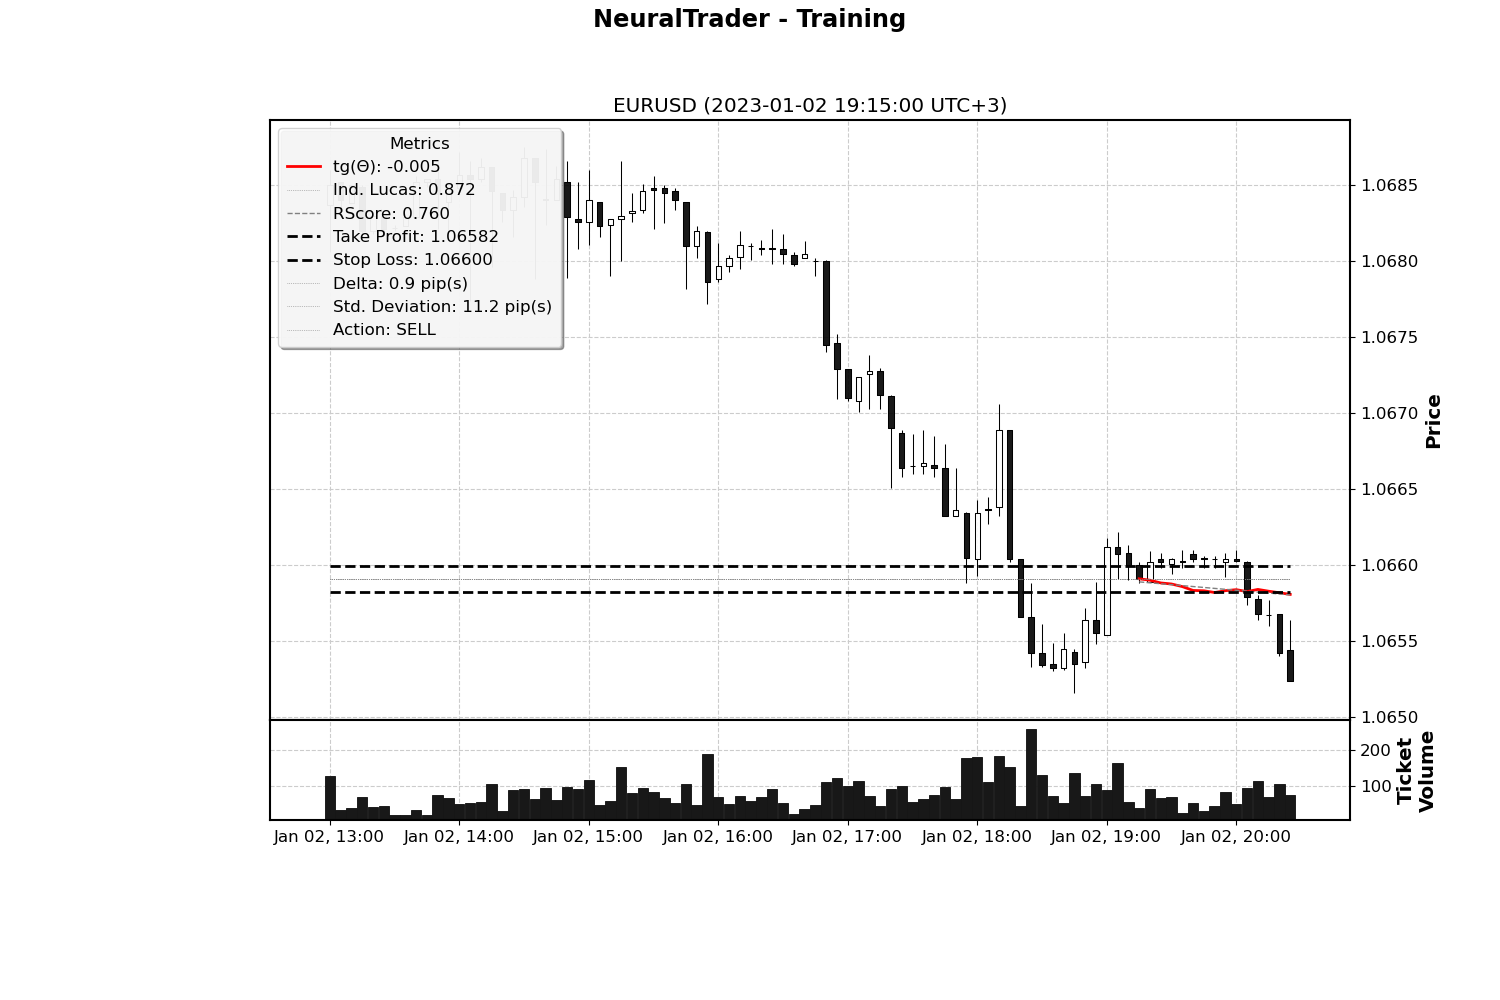 NeuralTrader - Training
EURUSD (2023-01-02 19:15:00 UTC+3)
Metrics
tg(Θ): -0.005
Ind. Lucas: 0.872
RScore: 0.760
Take Profit: 1.06582
Stop Loss: 1.06600
Delta: 0.9 pip(s)
Std. Deviation: 11.2 pip(s)
Action: SELL
1.0685
1.0680
1.0675
1.0670
1.0665
1.0660
1.0655
1.0650
Price
200
100
Ticket
Volume
Jan 02, 13:00 Jan 02, 14:00 Jan 02, 15:00 Jan 02, 16:00 Jan 02, 17:00 Jan 02, 18:00 Jan 02, 19:00 Jan 02, 20:00